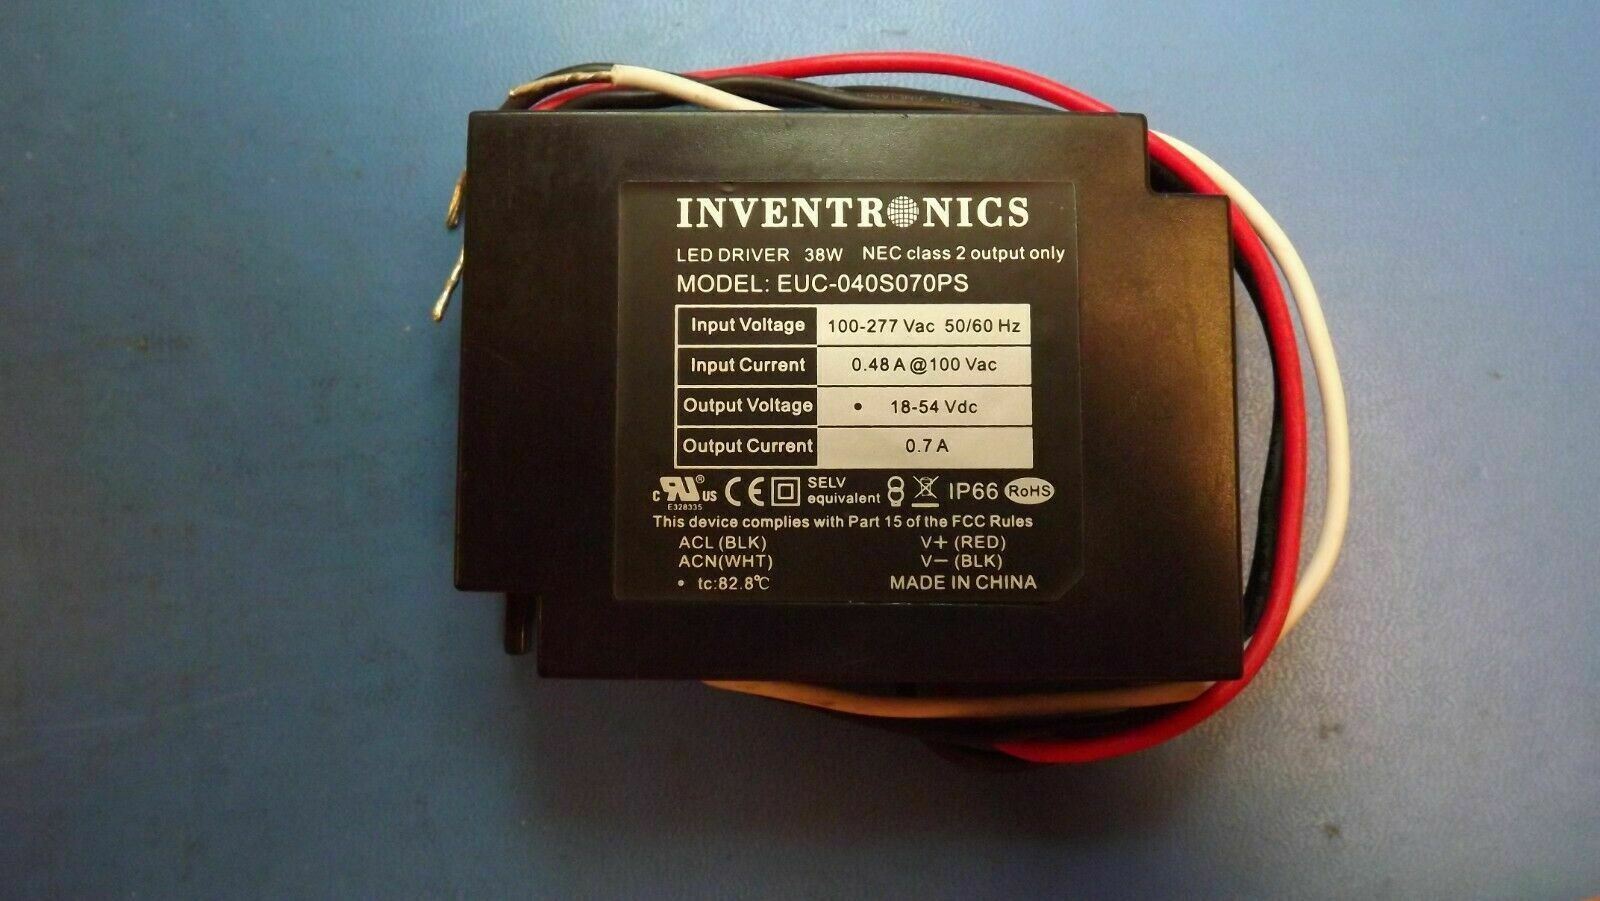 INVENTRONICS
LED DRIVER 38W NEC class 2 output only
MODEL: EUC-040S070PS
Input Voltage 100-277 Vac 50/60 Hz
Input Current 0.48 A @100 Vac
Output Voltage • 18-54 Vdc
Output Current 0.7 A
c RU ® US CE SELV equivalent IP66 RoHS
E328335
This device complies with Part 15 of the FCC Rules
ACL (BLK) V+ (RED)
ACN(WHT) V− (BLK)
• tc:82.8℃ MADE IN CHINA